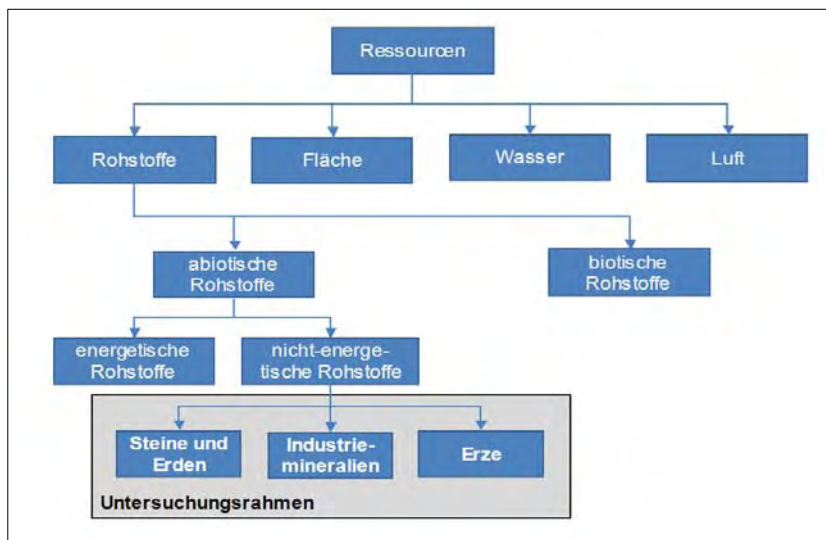 Ressourcen
Rohstoffe
Fläche
Wasser
Luft
abiotische
Rohstoffe
biotische
Rohstoffe
energetische
Rohstoffe
nicht-energe-
tische Rohstoffe
Steine und
Erden
Industrie-
mineralien
Erze
Untersuchungsrahmen